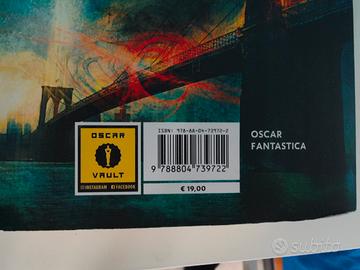 ISBN: 978-88-04-73972-2
OSCAR
VAULT
INSTAGRAM FACEBOOK
9 788804 739722
€ 19,00
OSCAR
FANTASTICA
subito